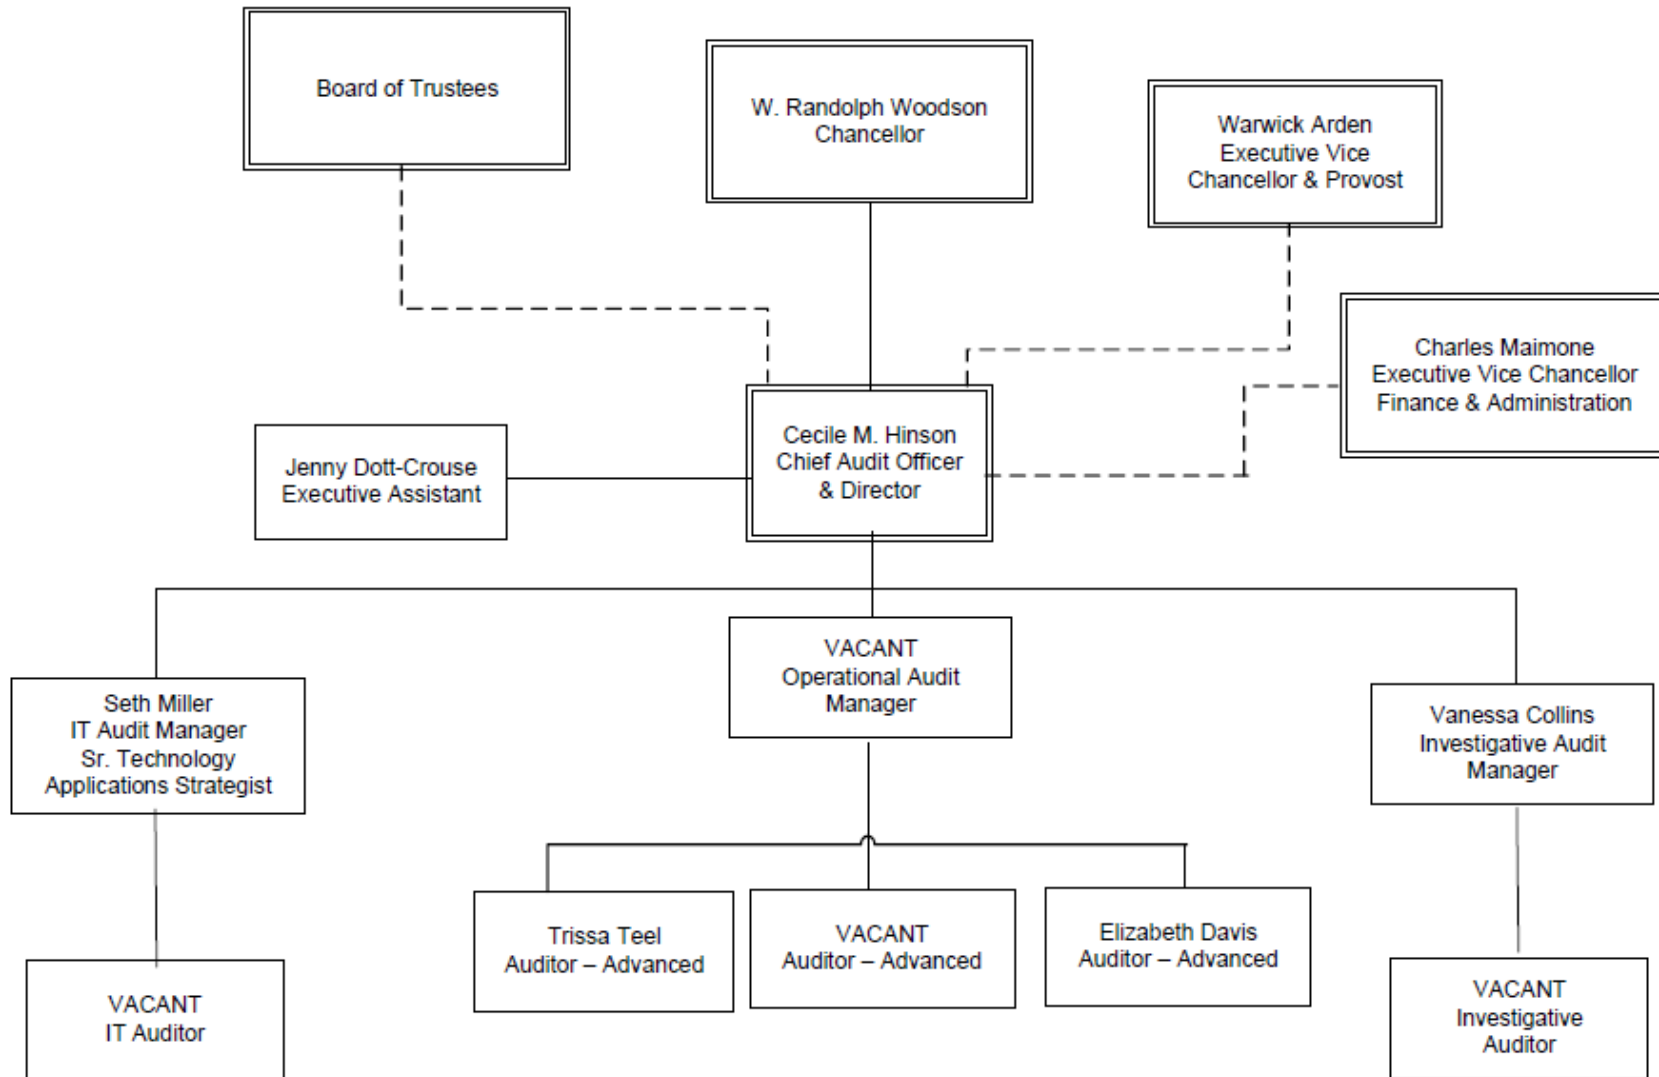 Board of Trustees
W. Randolph Woodson
Chancellor
Warwick Arden
Executive Vice
Chancellor & Provost
Charles Maimone
Executive Vice Chancellor
Finance & Administration
Cecile M. Hinson
Chief Audit Officer
& Director
Jenny Dott-Crouse
Executive Assistant
VACANT
Operational Audit
Manager
Seth Miller
IT Audit Manager
Sr. Technology
Applications Strategist
Vanessa Collins
Investigative Audit
Manager
Trissa Teel
Auditor – Advanced
VACANT
Auditor – Advanced
Elizabeth Davis
Auditor – Advanced
VACANT
IT Auditor
VACANT
Investigative
Auditor